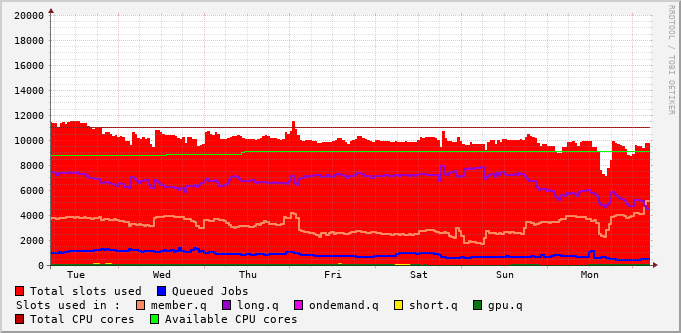 20000
18000
16000
14000
12000
10000
8000
6000
4000
2000
0
Tue Wed Thu Fri Sat Sun Mon
RRDTOOL / TOBI OETIKER
Total slots used Queued Jobs
Slots used in : member.q long.q ondemand.q short.q gpu.q
Total CPU cores Available CPU cores